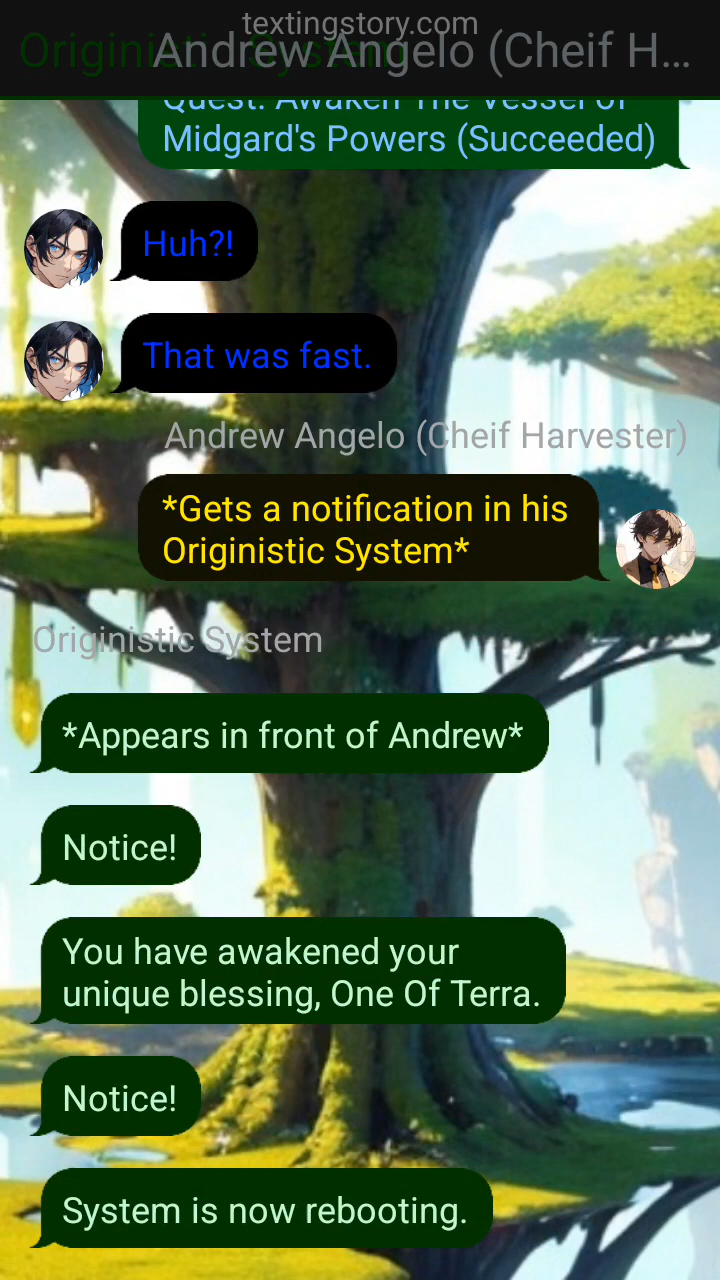 textingstory.com
Originistic System
Andrew Angelo (Cheif H...
Quest: Awaken The Vessel of
Midgard's Powers (Succeeded)
Huh?!
That was fast.
Andrew Angelo (Cheif Harvester)
*Gets a notification in his
Originistic System*
Originistic System
*Appears in front of Andrew*
Notice!
You have awakened your
unique blessing, One Of Terra.
Notice!
System is now rebooting.